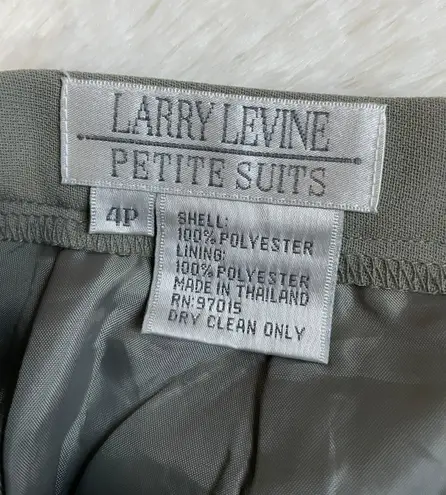 LARRY LEVINE
PETITE SUITS
4P
SHELL:
100% POLYESTER
LINING:
100% POLYESTER
MADE IN THAILAND
RN:97015
DRY CLEAN ONLY